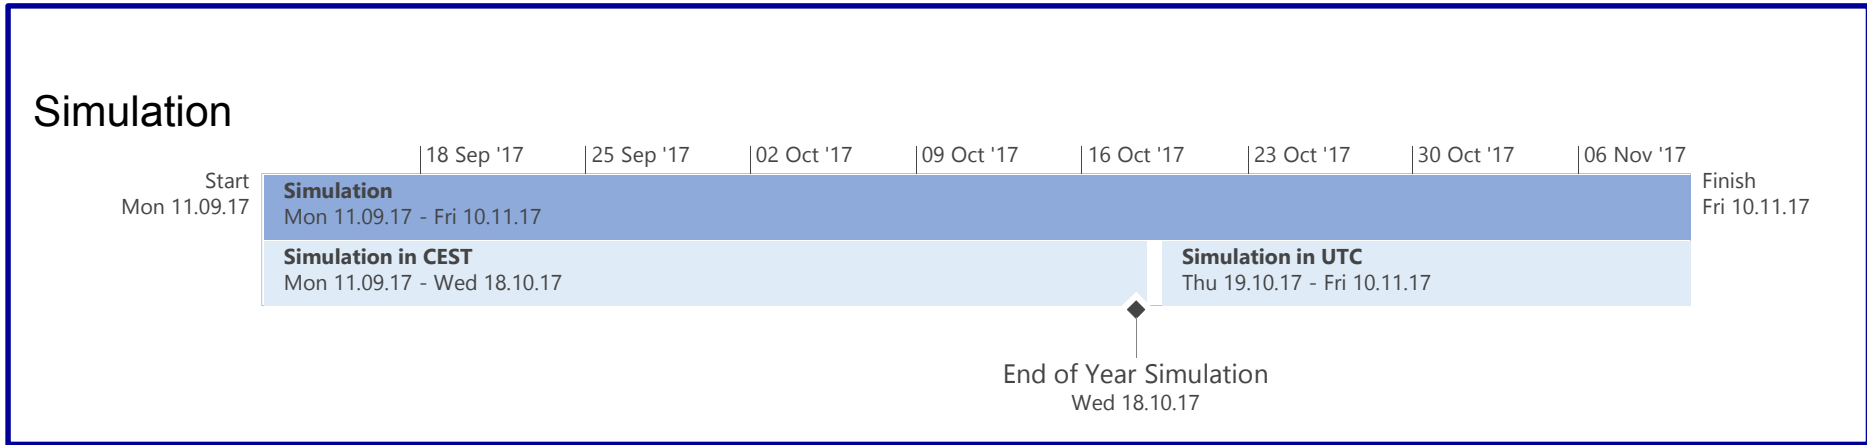 Simulation
18 Sep '17
25 Sep '17
02 Oct '17
09 Oct '17
16 Oct '17
23 Oct '17
30 Oct '17
06 Nov '17
Start
Mon 11.09.17
Simulation
Mon 11.09.17 - Fri 10.11.17
Finish
Fri 10.11.17
Simulation in CEST
Mon 11.09.17 - Wed 18.10.17
Simulation in UTC
Thu 19.10.17 - Fri 10.11.17
End of Year Simulation
Wed 18.10.17